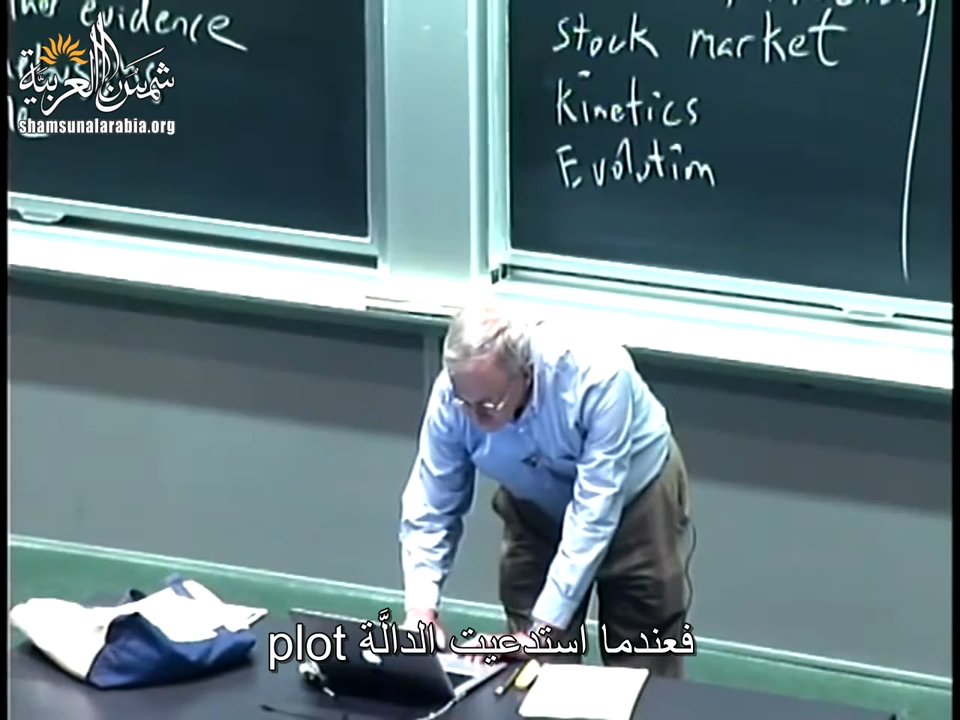 evidence
شمس العربية
shamsunalarabia.org
stock market
Kinetics
Evolution
فعندما استدعيت الدالَّة plot